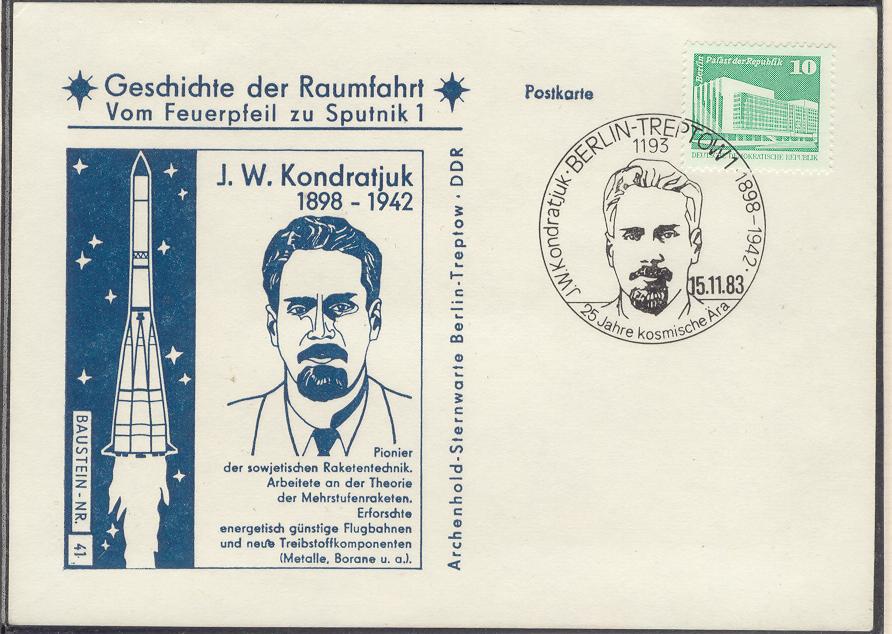 Geschichte der Raumfahrt
Vom Feuerpfeil zu Sputnik 1
J. W. Kondratjuk
1898 - 1942
Pionier
der sowjetischen Raketentechnik.
Arbeitete an der Theorie
der Mehrstufenraketen.
Erforschte
energetisch günstige Flugbahnen
und neue Treibstoffkomponenten
(Metalle, Borane u. a.).
BAUSTEIN-NR. 41
Archenhold-Sternwarte Berlin-Treptow · DDR
Postkarte
Berlin Palast der Republik
10
DEUTSCHE DEMOKRATISCHE REPUBLIK
J.W.Kondratjuk · BERLIN-TREPTOW 1 · 1898-1942 ·
1193
15.11.83
25 Jahre kosmische Ära